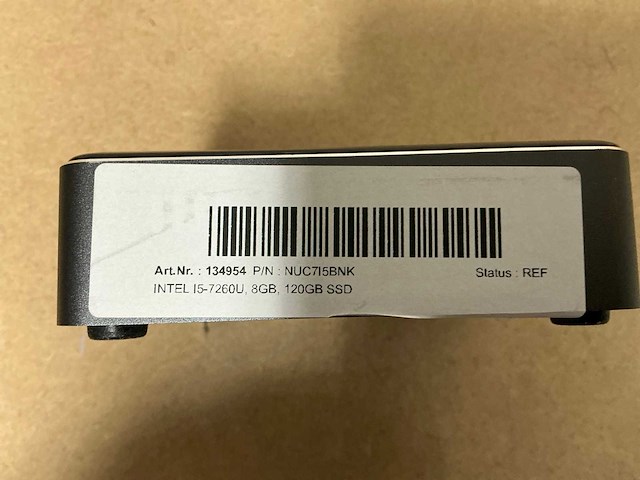 Art.Nr. : 134954 P/N : NUC7I5BNK Status : REF
INTEL I5-7260U, 8GB, 120GB SSD